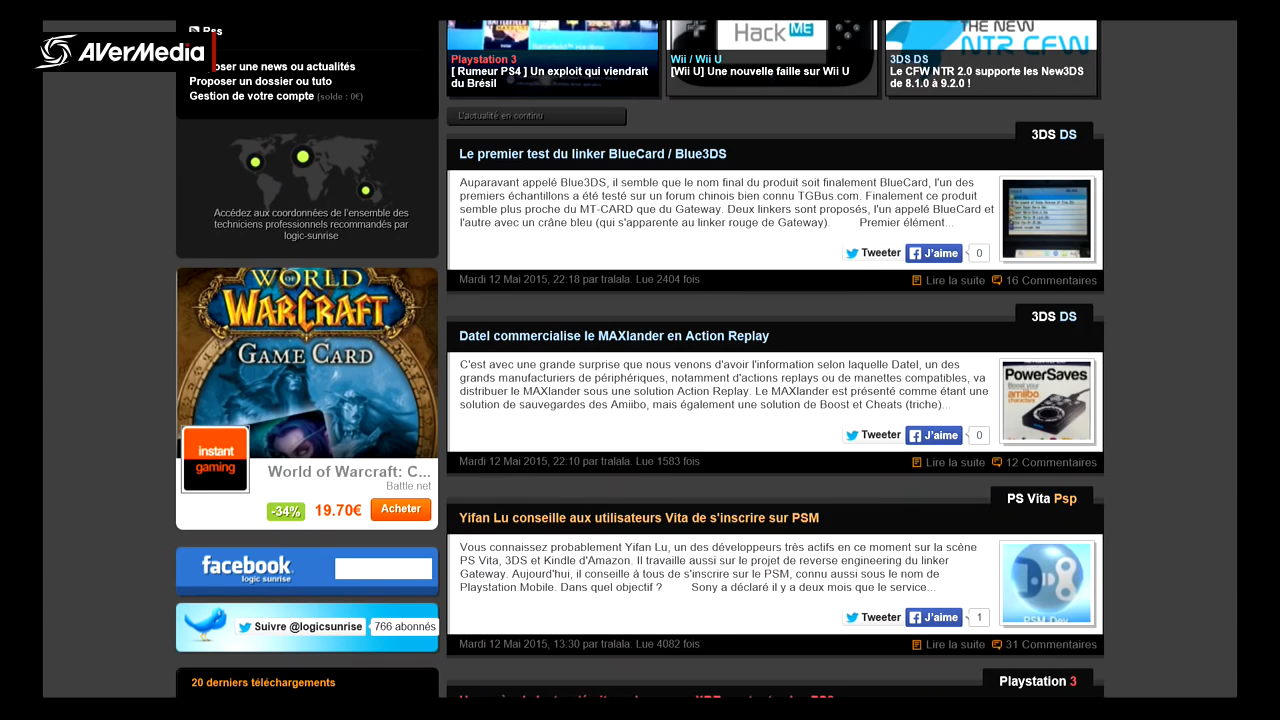 AVerMedia
Rss
oser une news ou actualités
Proposer un dossier ou tuto
Gestion de votre compte (solde : 0€)
Accédez aux coordonnées de l'ensemble des
techniciens professionnels recommandés par
logic-sunrise
WORLD
OF
WARCRAFT
GAME CARD
instant
gaming
World of Warcraft: C...
Battle.net
-34% 19.70€ Acheter
facebook
logic sunrise
Suivre @logicsunrise 766 abonnés
20 derniers téléchargements
Playstation 3
[ Rumeur PS4 ] Un exploit qui viendrait
du Brésil
HackME
Wii / Wii U
[Wii U] Une nouvelle faille sur Wii U
THE NEW
NTR CFW
3DS DS
Le CFW NTR 2.0 supporte les New3DS
de 8.1.0 à 9.2.0 !
L'actualité en continu
3DS DS
Le premier test du linker BlueCard / Blue3DS
Auparavant appelé Blue3DS, il semble que le nom final du produit soit finalement BlueCard, l'un des
premiers échantillons a été testé sur un forum chinois bien connu TGBus.com. Finalement ce produit
semble plus proche du MT-CARD que du Gateway. Deux linkers sont proposés, l'un appelé BlueCard et
l'autre avec un crâne bleu (qui s'apparente au linker rouge de Gateway). Premier élément...
Tweeter J'aime 0
Mardi 12 Mai 2015, 22:18 par tralala. Lue 2404 fois
Lire la suite 16 Commentaires
3DS DS
Datel commercialise le MAXlander en Action Replay
C'est avec une grande surprise que nous venons d'avoir l'information selon laquelle Datel, un des
grands manufacturiers de périphériques, notamment d'actions replays ou de manettes compatibles, va
distribuer le MAXlander sous une solution Action Replay. Le MAXlander est présenté comme étant une
solution de sauvegardes des Amiibo, mais également une solution de Boost et Cheats (triche)...
PowerSaves
Boost your
amiibo
characters
Tweeter J'aime 0
Mardi 12 Mai 2015, 22:10 par tralala. Lue 1583 fois
Lire la suite 12 Commentaires
PS Vita Psp
Yifan Lu conseille aux utilisateurs Vita de s'inscrire sur PSM
Vous connaissez probablement Yifan Lu, un des développeurs très actifs en ce moment sur la scène
PS Vita, 3DS et Kindle d'Amazon. Il travaille aussi sur le projet de reverse engineering du linker
Gateway. Aujourd'hui, il conseille à tous de s'inscrire sur le PSM, connu aussi sous le nom de
Playstation Mobile. Dans quel objectif ? Sony a déclaré il y a deux mois que le service...
PSM Dev
Tweeter J'aime 1
Mardi 12 Mai 2015, 13:30 par tralala. Lue 4082 fois
Lire la suite 31 Commentaires
Playstation 3